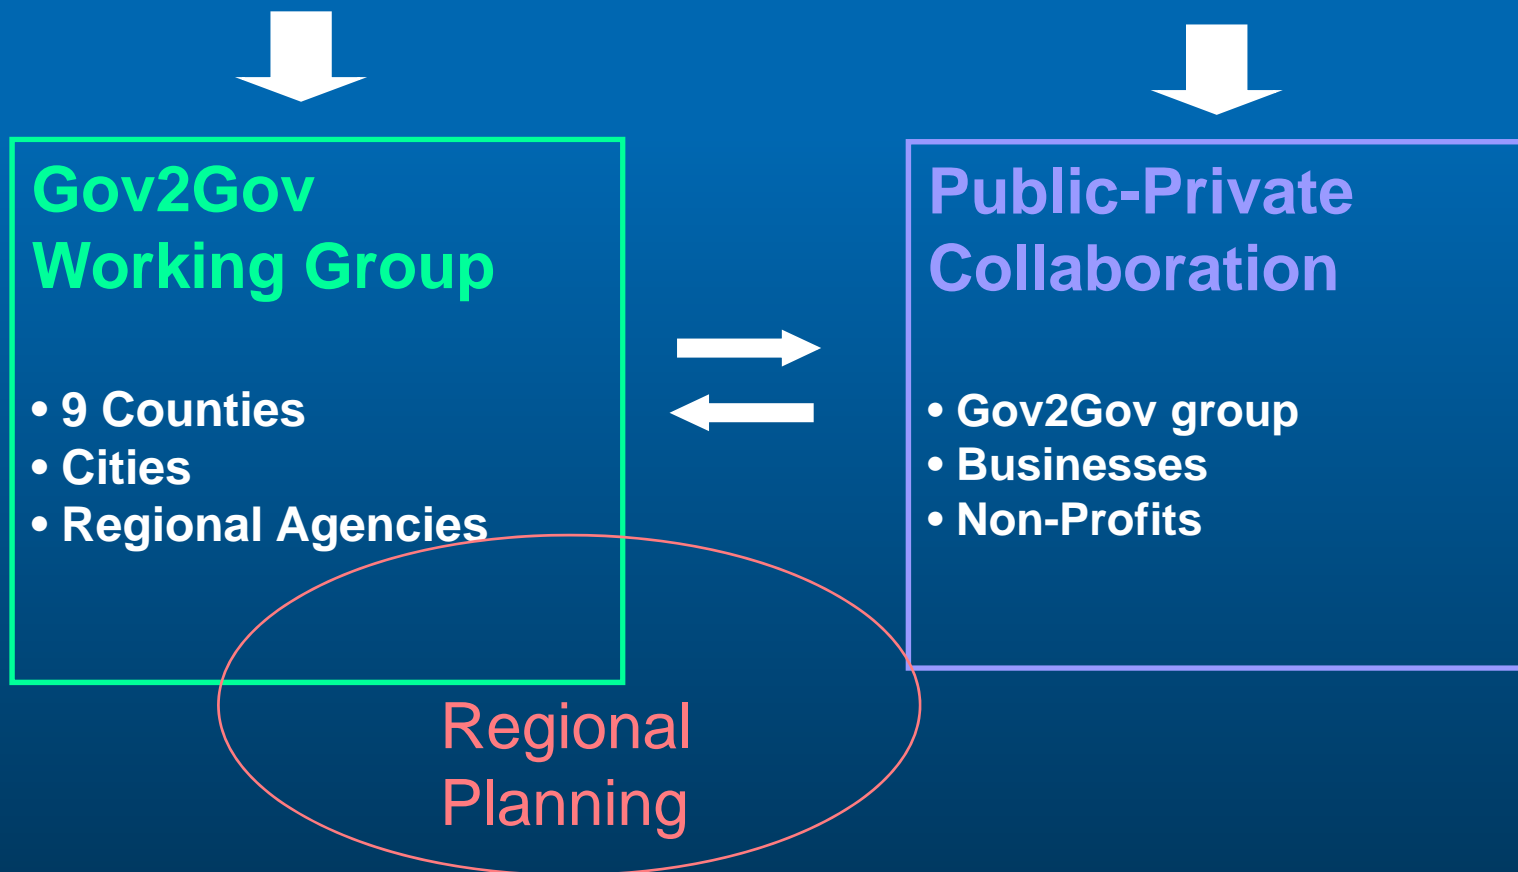 Gov2Gov
Working Group
• 9 Counties
• Cities
• Regional Agencies
Public-Private
Collaboration
• Gov2Gov group
• Businesses
• Non-Profits
Regional
Planning